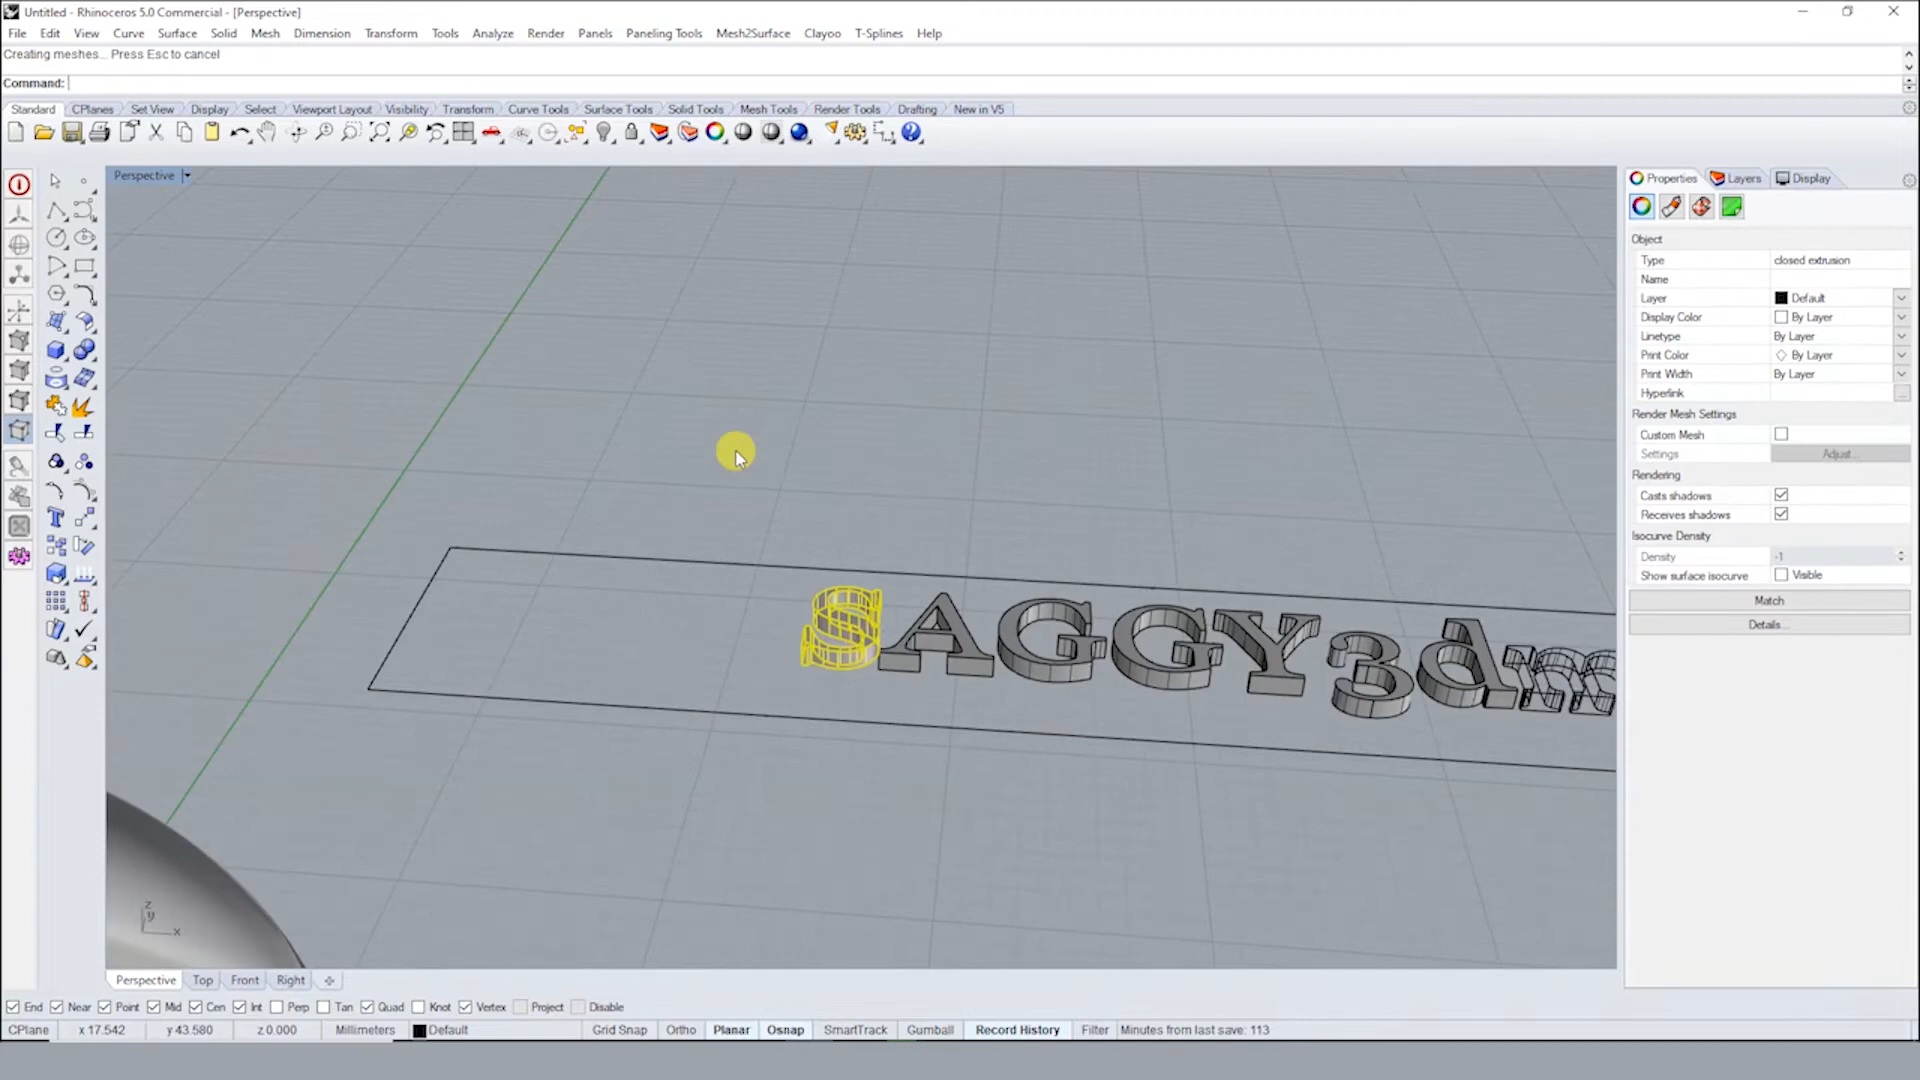 Untitled - Rhinoceros 5.0 Commercial - [Perspective]
File Edit View Curve Surface Solid Mesh Dimension Transform Tools Analyze Render Panels Paneling Tools Mesh2Surface Clayoo T-Splines Help
Creating meshes... Press Esc to cancel
Command:
Standard CPlanes Set View Display Select Viewport Layout Visibility Transform Curve Tools Surface Tools Solid Tools Mesh Tools Render Tools Drafting New in V5
Perspective
Properties Layers Display
Object
Type closed extrusion
Name
Layer Default
Display Color By Layer
Linetype By Layer
Print Color By Layer
Print Width By Layer
Hyperlink ...
Render Mesh Settings
Custom Mesh
Settings Adjust...
Rendering
Casts shadows
Receives shadows
Isocurve Density
Density -1
Show surface isocurve Visible
Match
Details...
SAGGY3dm
z
y
x
Perspective Top Front Right
End Near Point Mid Cen Int Perp Tan Quad Knot Vertex Project Disable
CPlane x 17.542 y 43.580 z 0.000 Millimeters Default Grid Snap Ortho Planar Osnap SmartTrack Gumball Record History Filter Minutes from last save: 113